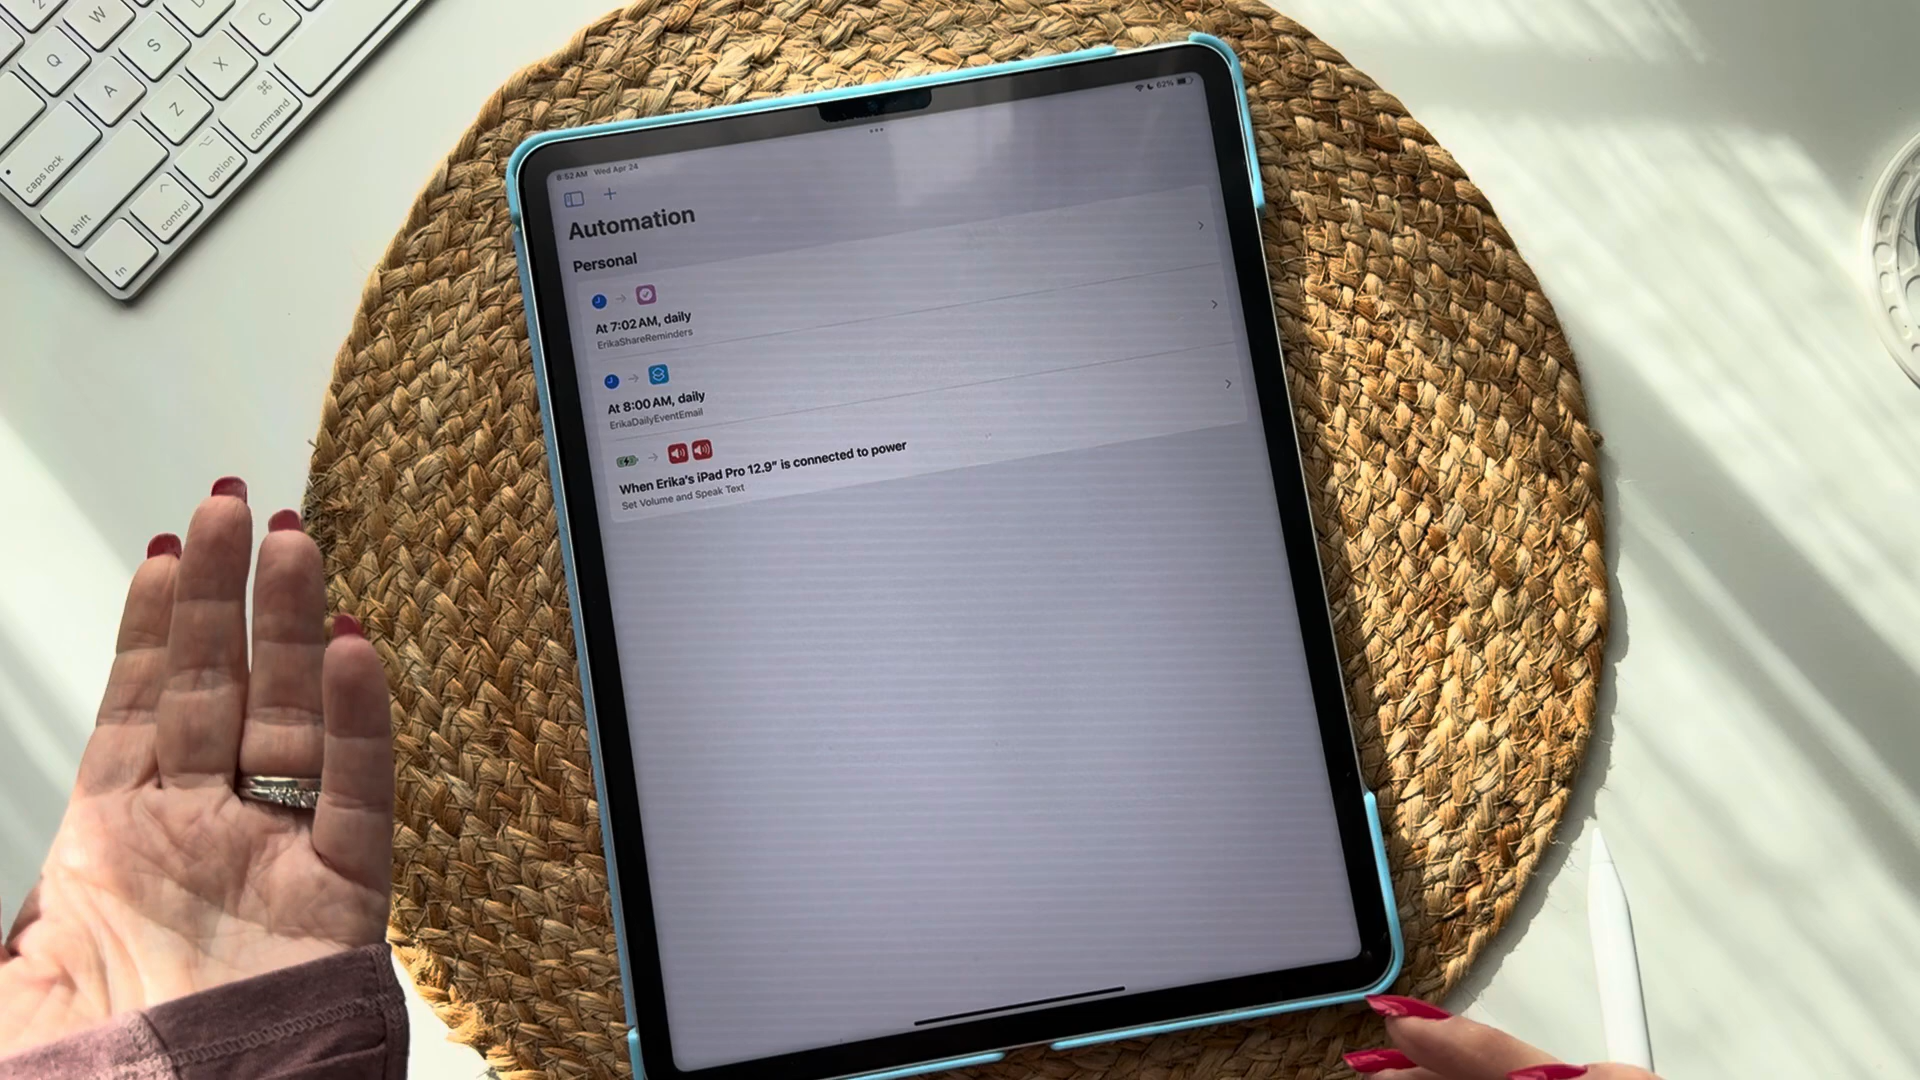 2
W
C
Q
S
X
⌘
A
Z
command
⌥
option
caps lock
^
control
shift
fn
8:52 AM Wed Apr 24
62%
Automation
Personal
At 7:02 AM, daily
ErikaShareReminders
At 8:00 AM, daily
ErikaDailyEventEmail
When Erika's iPad Pro 12.9" is connected to power
Set Volume and Speak Text